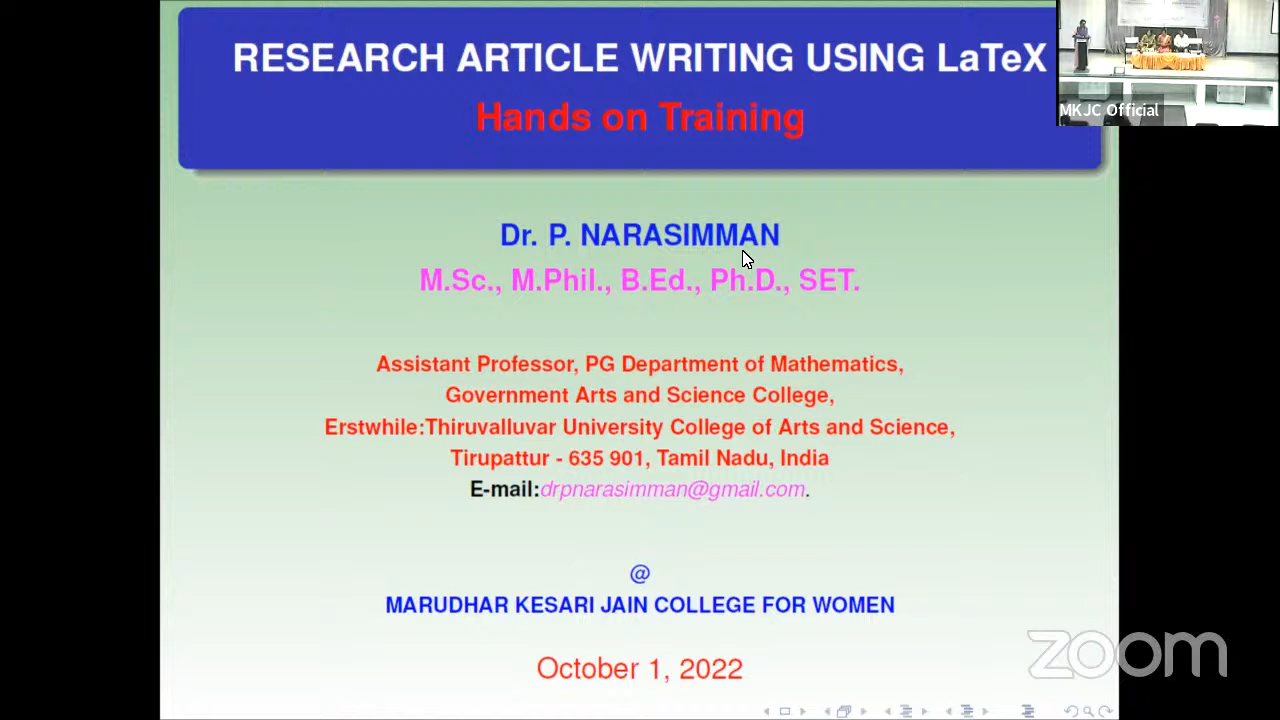 RESEARCH ARTICLE WRITING USING LaTeX
Hands on Training
MKJC Official
Dr. P. NARASIMMAN
M.Sc., M.Phil., B.Ed., Ph.D., SET.
Assistant Professor, PG Department of Mathematics,
Government Arts and Science College,
Erstwhile:Thiruvalluvar University College of Arts and Science,
Tirupattur - 635 901, Tamil Nadu, India
E-mail:drpnarasimman@gmail.com.
@
MARUDHAR KESARI JAIN COLLEGE FOR WOMEN
October 1, 2022
zoom